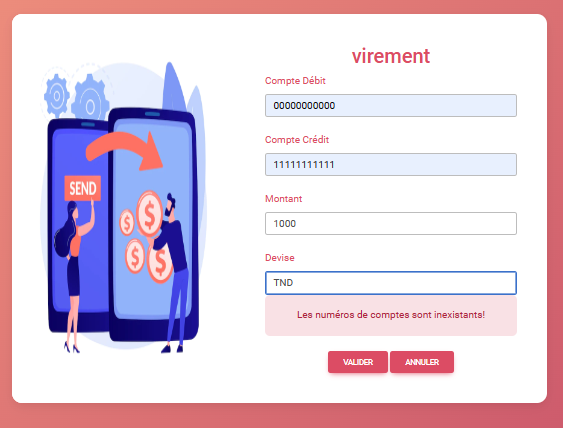 virement
Compte Débit
00000000000
Compte Crédit
11111111111
Montant
1000
Devise
TND
Les numéros de comptes sont inexistants!
VALIDER ANNULER
SEND
$
$
$
$